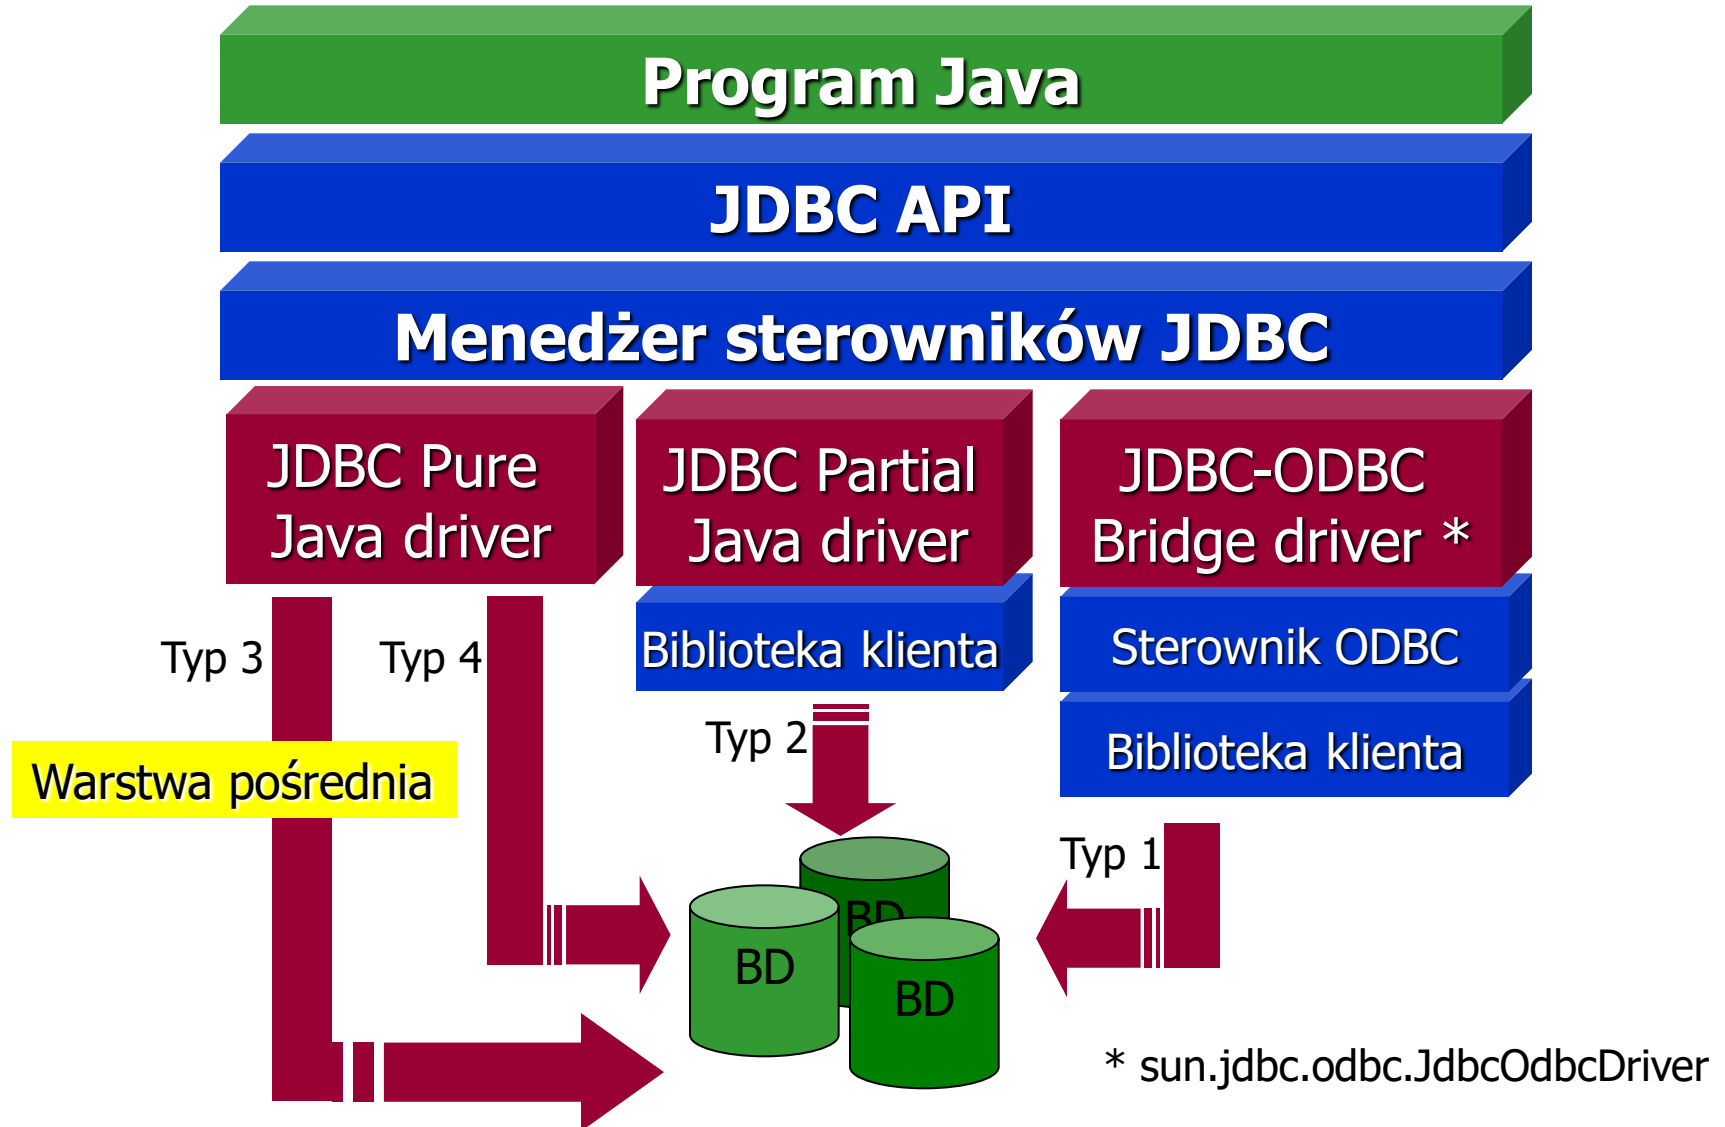 Program Java
JDBC API
Menedżer sterowników JDBC
JDBC Pure
Java driver
JDBC Partial
Java driver
JDBC-ODBC
Bridge driver *
Biblioteka klienta
Sterownik ODBC
Biblioteka klienta
Typ 3
Typ 4
Typ 2
Warstwa pośrednia
Typ 1
BD
BD
BD
* sun.jdbc.odbc.JdbcOdbcDriver